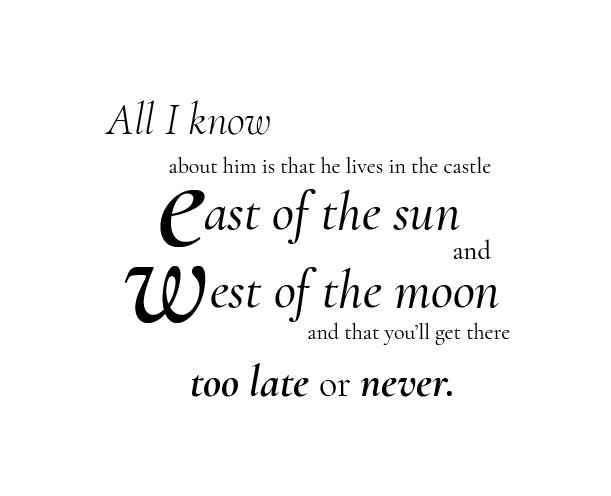 All I know
about him is that he lives in the castle
east of the sun
and
west of the moon
and that you’ll get there
too late or never.